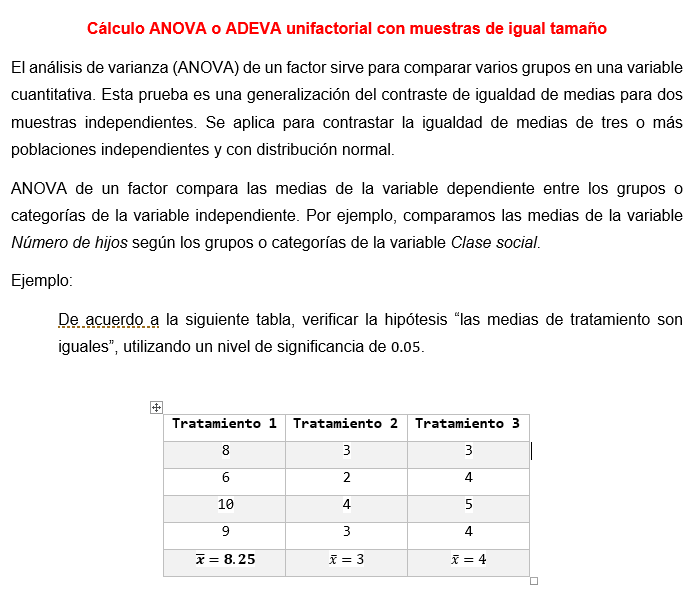 Cálculo ANOVA o ADEVA unifactorial con muestras de igual tamaño
El análisis de varianza (ANOVA) de un factor sirve para comparar varios grupos en una variable
cuantitativa. Esta prueba es una generalización del contraste de igualdad de medias para dos
muestras independientes. Se aplica para contrastar la igualdad de medias de tres o más
poblaciones independientes y con distribución normal.
ANOVA de un factor compara las medias de la variable dependiente entre los grupos o
categorías de la variable independiente. Por ejemplo, comparamos las medias de la variable
Número de hijos según los grupos o categorías de la variable Clase social.
Ejemplo:
De acuerdo a la siguiente tabla, verificar la hipótesis “las medias de tratamiento son
iguales”, utilizando un nivel de significancia de 0.05.
Tratamiento 1 Tratamiento 2 Tratamiento 3
8 3 3
6 2 4
10 4 5
9 3 4
x̅ = 8.25 x̅ = 3 x̅ = 4